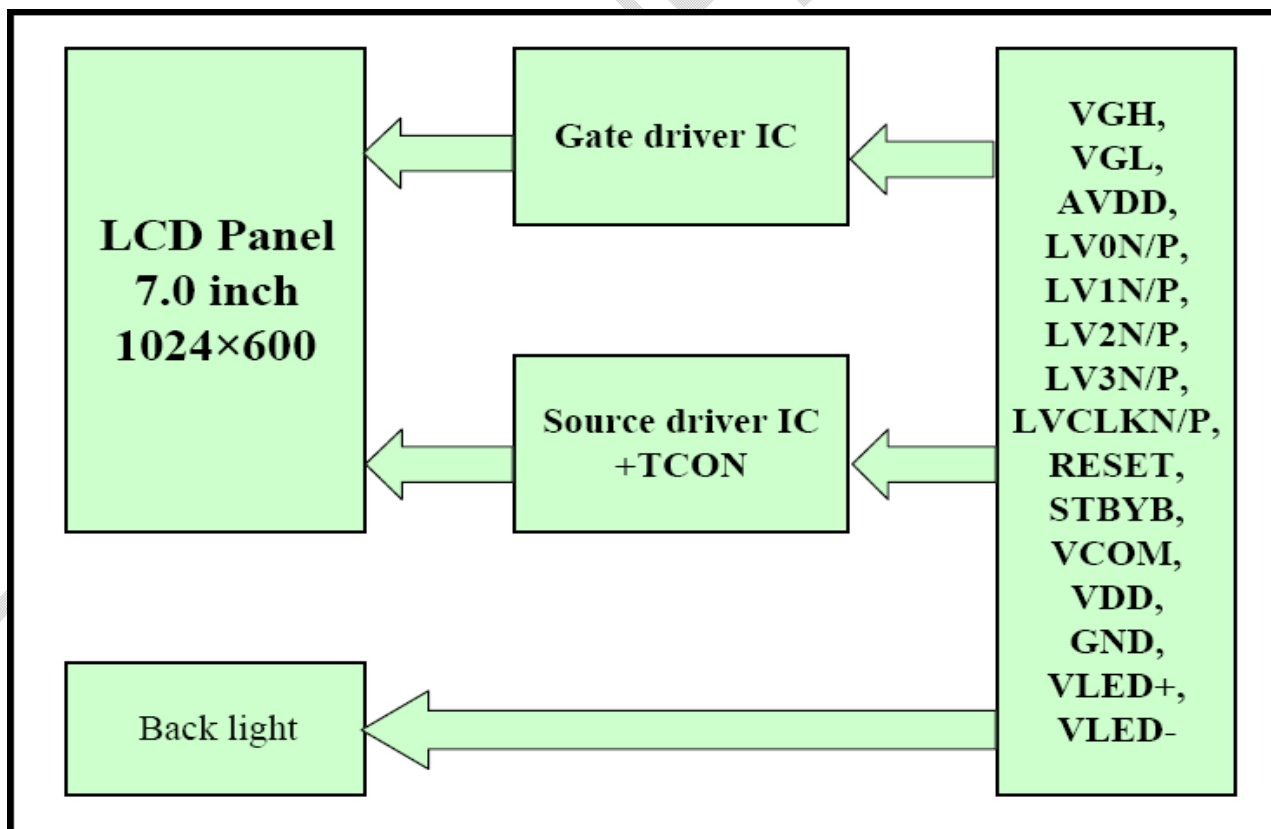 LCD Panel
7.0 inch
1024×600
Gate driver IC
Source driver IC
+TCON
Back light
VGH,
VGL,
AVDD,
LV0N/P,
LV1N/P,
LV2N/P,
LV3N/P,
LVCLKN/P,
RESET,
STBYB,
VCOM,
VDD,
GND,
VLED+,
VLED-